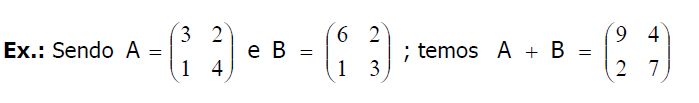 Ex.: Sendo A = (3 2 1 4) e B = (6 2 1 3) ; temos A + B = (9 4 2 7)